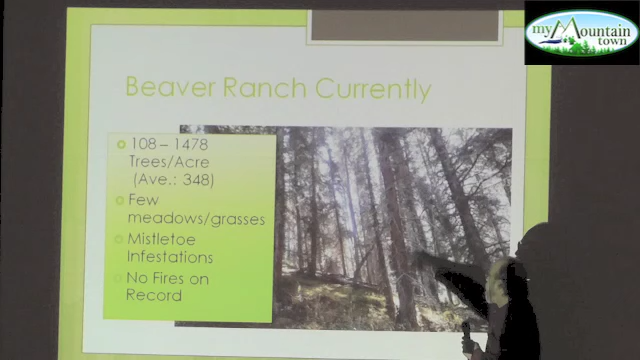 my Mountain
town
Beaver Ranch Currently
108 – 1478
Trees/Acre
(Ave.: 348)
Few
meadows/grasses
Mistletoe
Infestations
No Fires on
Record